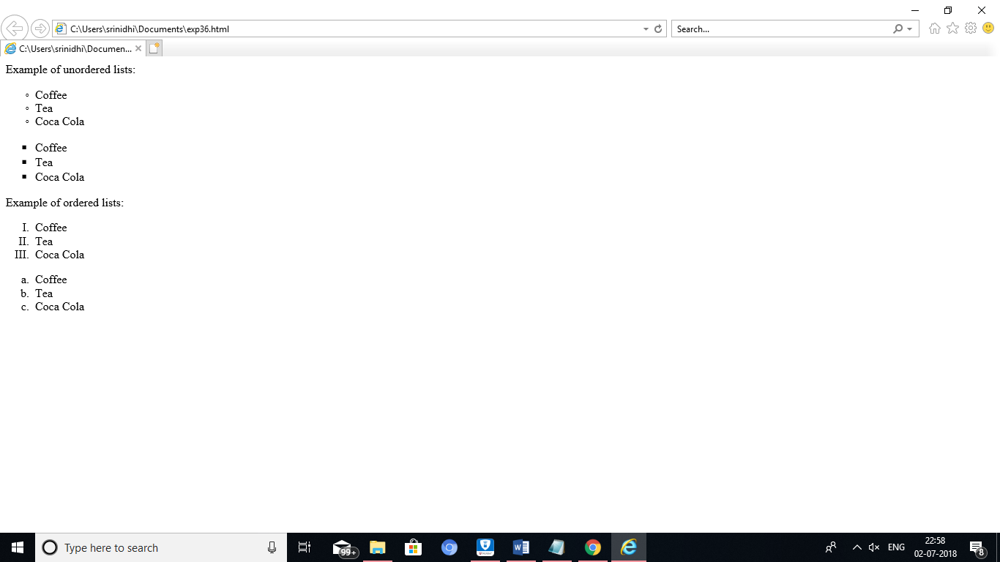 C:\Users\srinidhi\Documents\exp36.html
Search...
C:\Users\srinidhi\Documen...
Example of unordered lists:
Coffee
Tea
Coca Cola
Coffee
Tea
Coca Cola
Example of ordered lists:
I. Coffee
II. Tea
III. Coca Cola
a. Coffee
b. Tea
c. Coca Cola
Type here to search
99+
ENG
22:58
02-07-2018
8